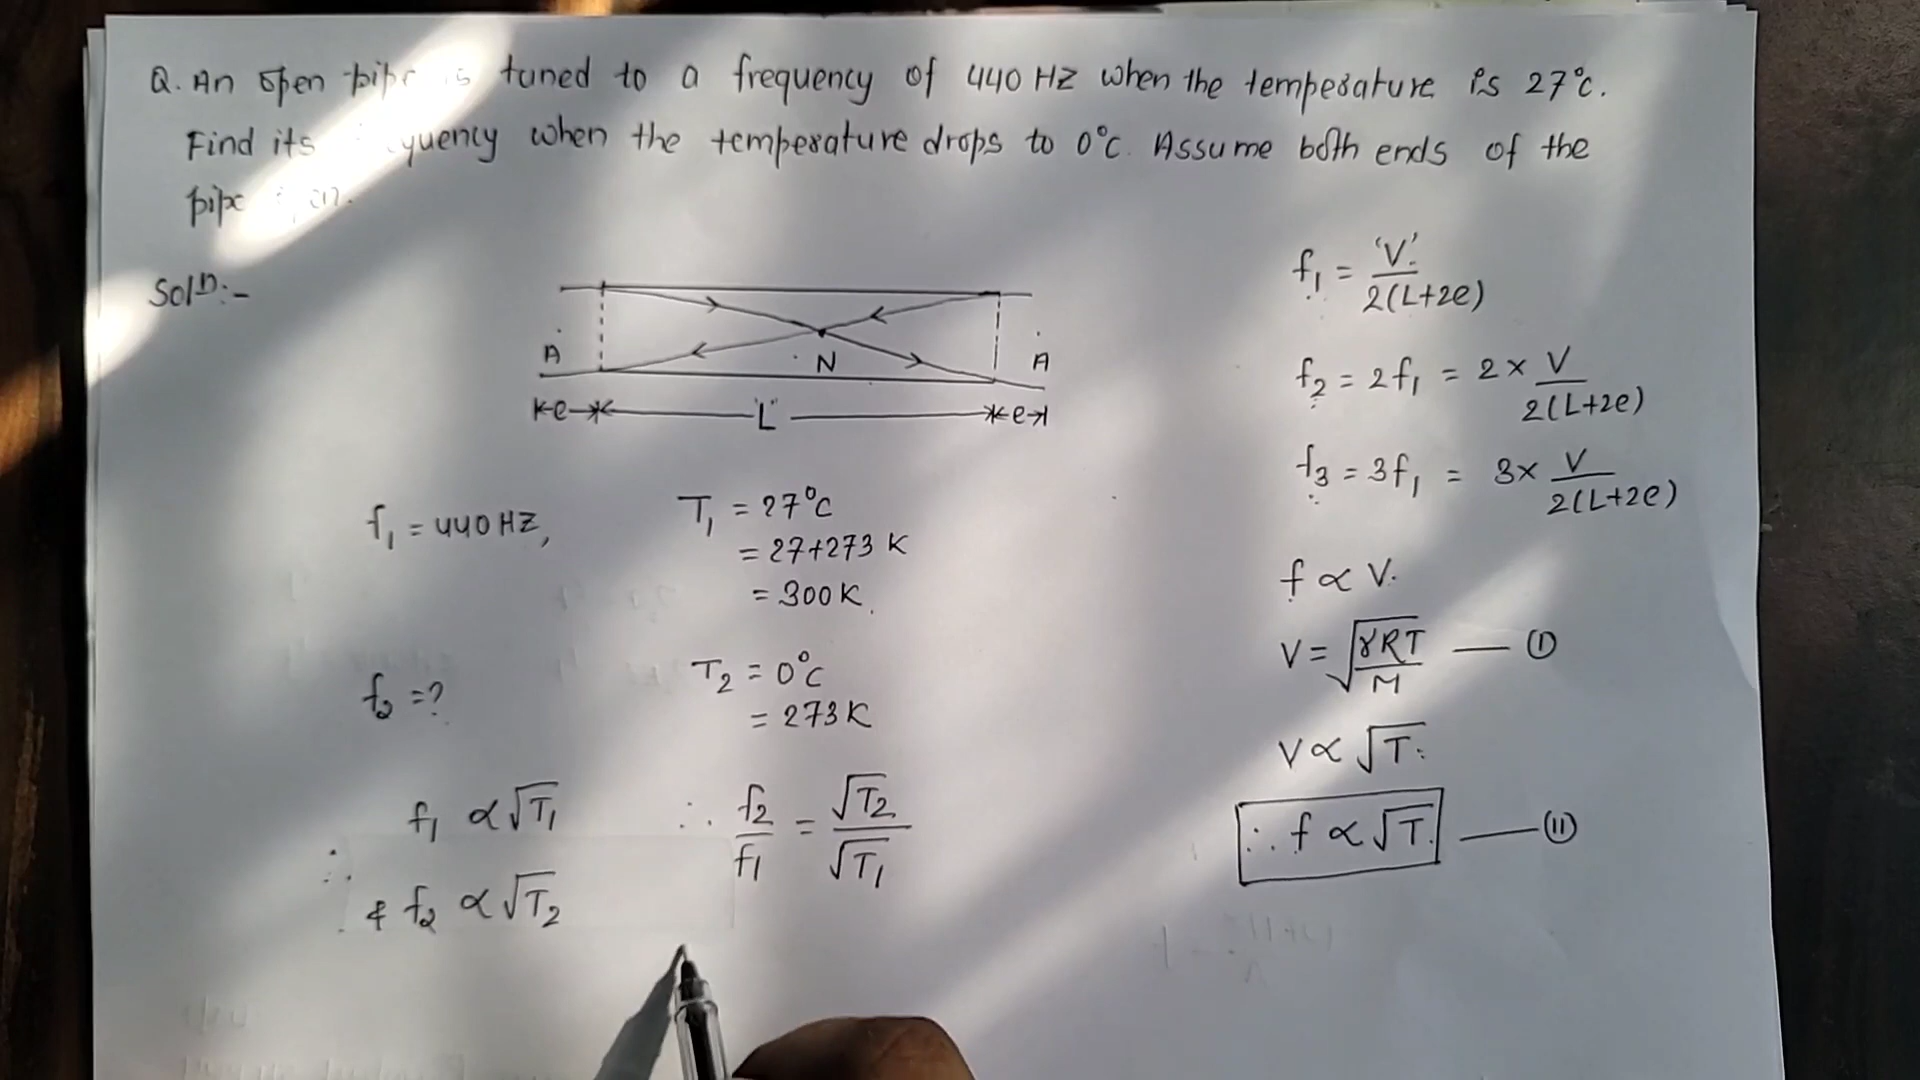 Q. An open pipe is tuned to a frequency of 440 HZ when the temperature is 27°c.
Find its quency when the temperature drops to 0°c. Assume both ends of the
pipe
Solⁿ:-
A
N
A
e
L
e
f₁ = 440 HZ,
T₁ = 27°C
= 27+273 K
= 300K.
f₂ =?
T₂ = 0°C
= 273K
∴ f₁ ∝ √T₁
& f₂ ∝ √T₂
∴ f₂/f₁ = √T₂/√T₁
f₁ = 'V'/2(L+2e)
f₂ = 2f₁ = 2 × V/2(L+2e)
f₃ = 3f₁ = 3× V/2(L+2e)
f ∝ V.
V = √γRT/M — (I)
V ∝ √T.
∴ f ∝ √T. — (II)